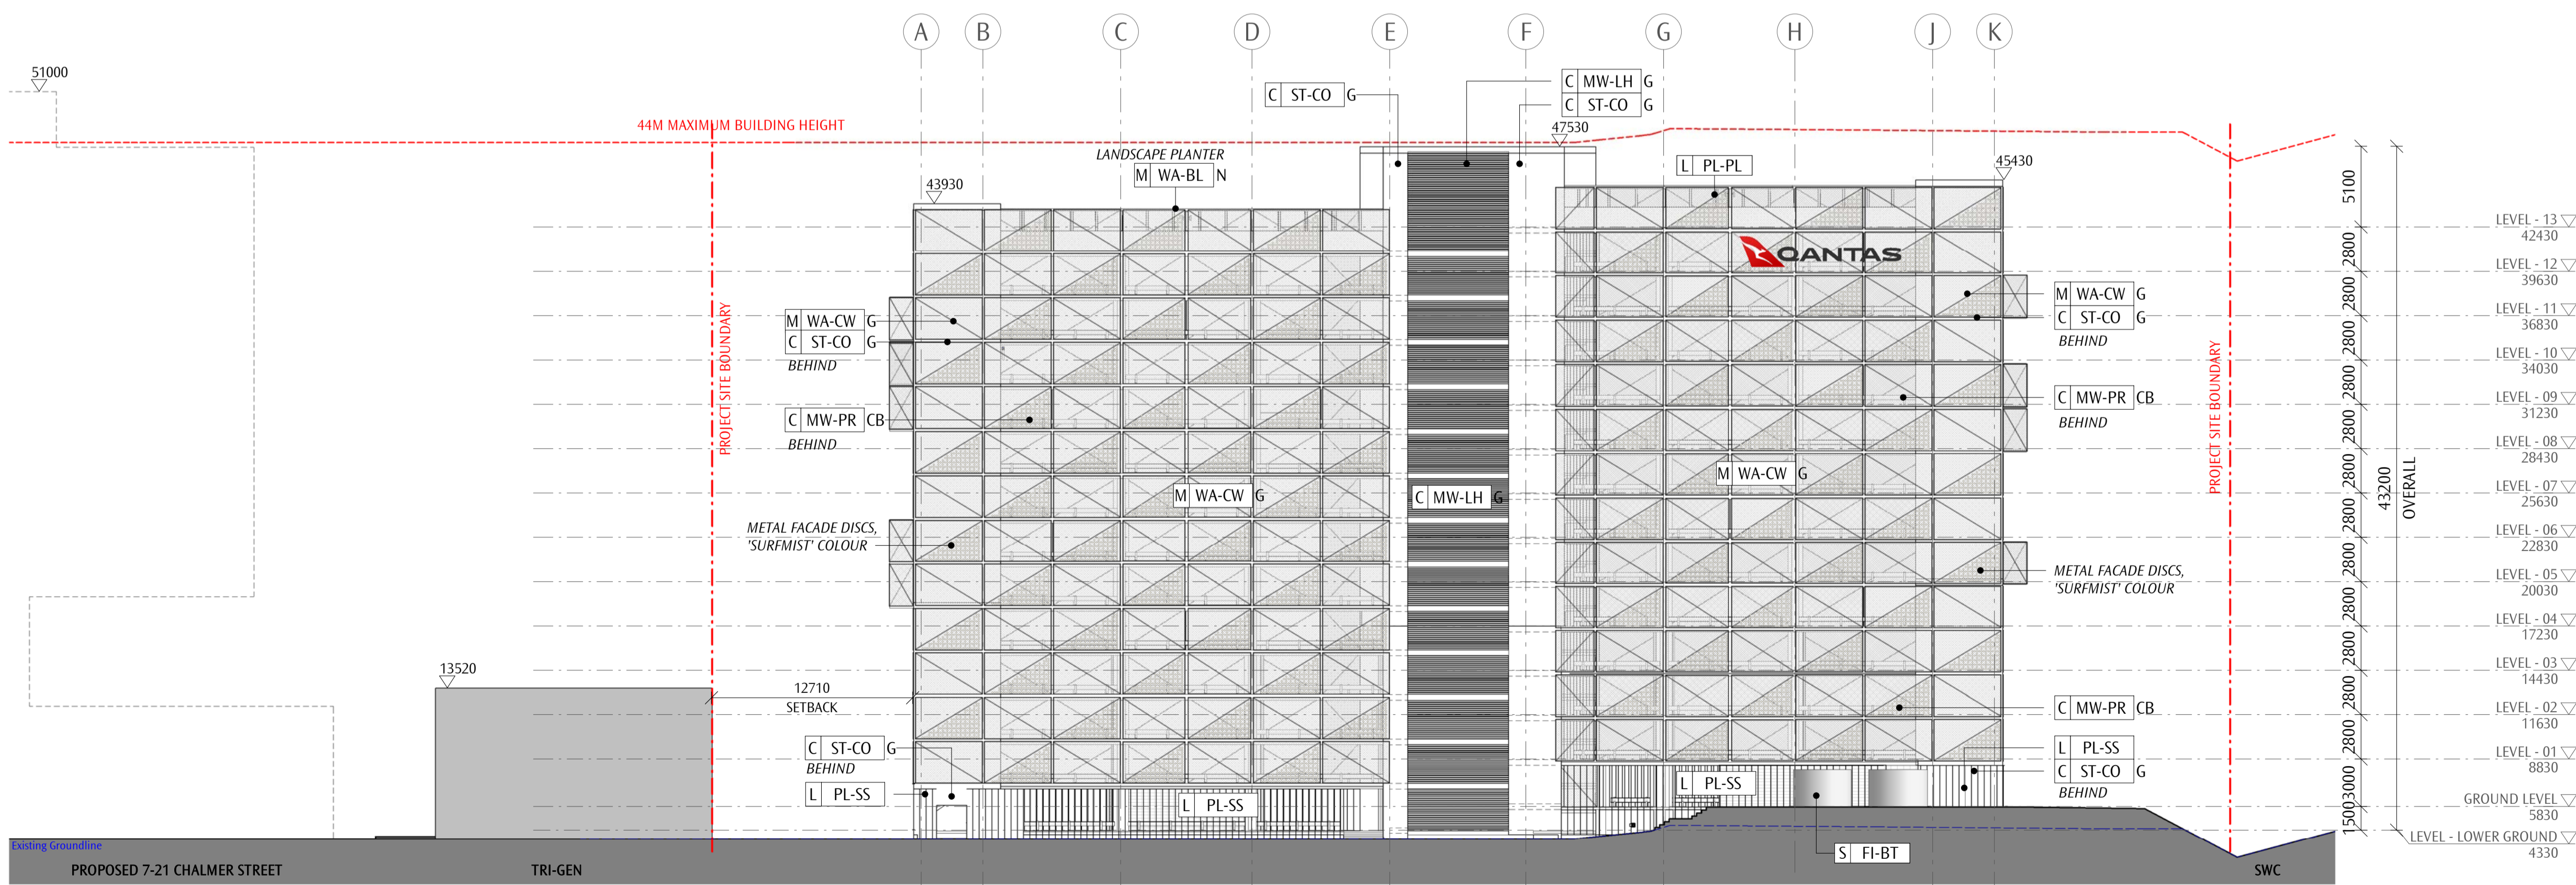 A B C D E F G H J K
51000
C MW-LH G
C ST-CO G
C ST-CO G
44M MAXIMUM BUILDING HEIGHT
47530
LANDSCAPE PLANTER
M WA-BL N
L PL-PL
45430
43930
5100
LEVEL - 13
42430
QANTAS
2800
LEVEL - 12
39630
M WA-CW G
C ST-CO G
BEHIND
M WA-CW G
C ST-CO G
BEHIND
2800
LEVEL - 11
36830
2800
LEVEL - 10
34030
PROJECT SITE BOUNDARY
PROJECT SITE BOUNDARY
C MW-PR CB
BEHIND
C MW-PR CB
BEHIND
2800
LEVEL - 09
31230
2800
LEVEL - 08
28430
M WA-CW G
M WA-CW G
C MW-LH G
2800
LEVEL - 07
25630
43200
OVERALL
2800
LEVEL - 06
22830
METAL FACADE DISCS,
'SURFMIST' COLOUR
METAL FACADE DISCS,
'SURFMIST' COLOUR
2800
LEVEL - 05
20030
2800
LEVEL - 04
17230
2800
LEVEL - 03
14430
13520
12710
SETBACK
C MW-PR CB
2800
LEVEL - 02
11630
2800
LEVEL - 01
8830
C ST-CO G
BEHIND
L PL-SS
L PL-SS
L PL-SS
L PL-SS
C ST-CO G
BEHIND
3000
GROUND LEVEL
5830
1500
LEVEL - LOWER GROUND
4330
Existing Groundline
S FI-BT
PROPOSED 7-21 CHALMER STREET
TRI-GEN
SWC